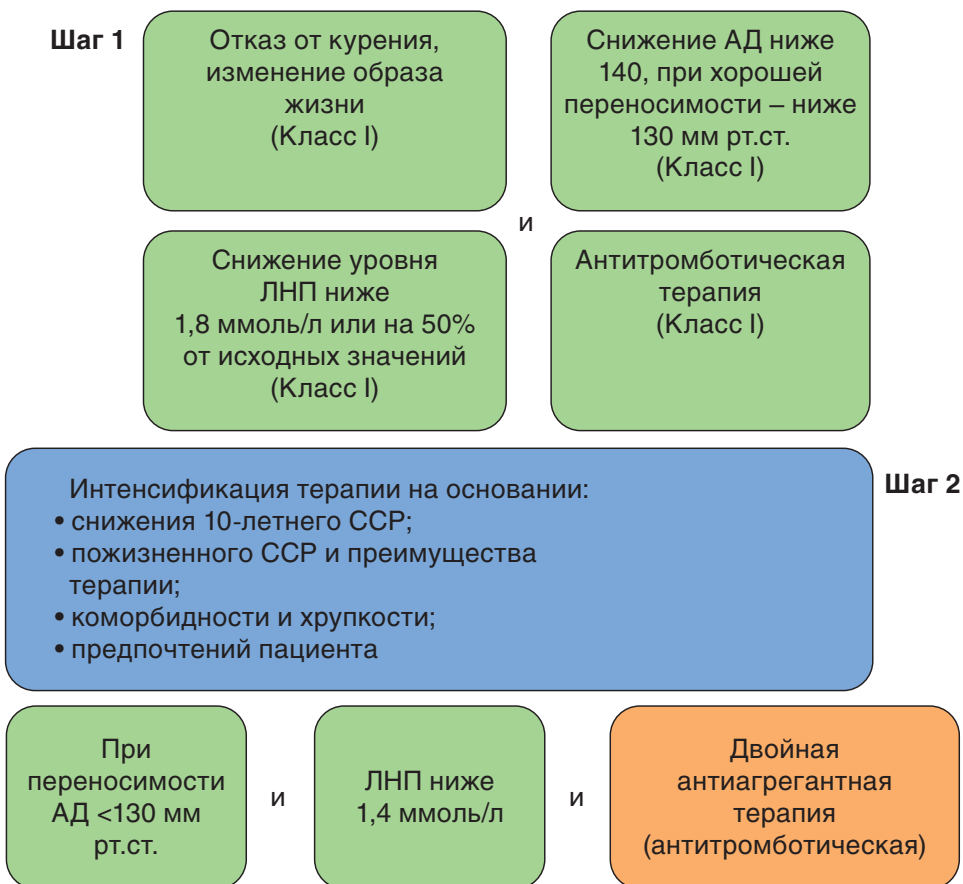 Шаг 1
Отказ от курения,
изменение образа
жизни
(Класс I)
Снижение АД ниже
140, при хорошей
переносимости – ниже
130 мм рт.ст.
(Класс I)
и
Снижение уровня
ЛНП ниже
1,8 ммоль/л или на 50%
от исходных значений
(Класс I)
Антитромботическая
терапия
(Класс I)
Шаг 2
Интенсификация терапии на основании:
• снижения 10-летнего ССР;
• пожизненного ССР и преимущества
терапии;
• коморбидности и хрупкости;
• предпочтений пациента
При
переносимости
АД <130 мм
рт.ст.
и
ЛНП ниже
1,4 ммоль/л
и
Двойная
антиагрегантная
терапия
(антитромботическая)